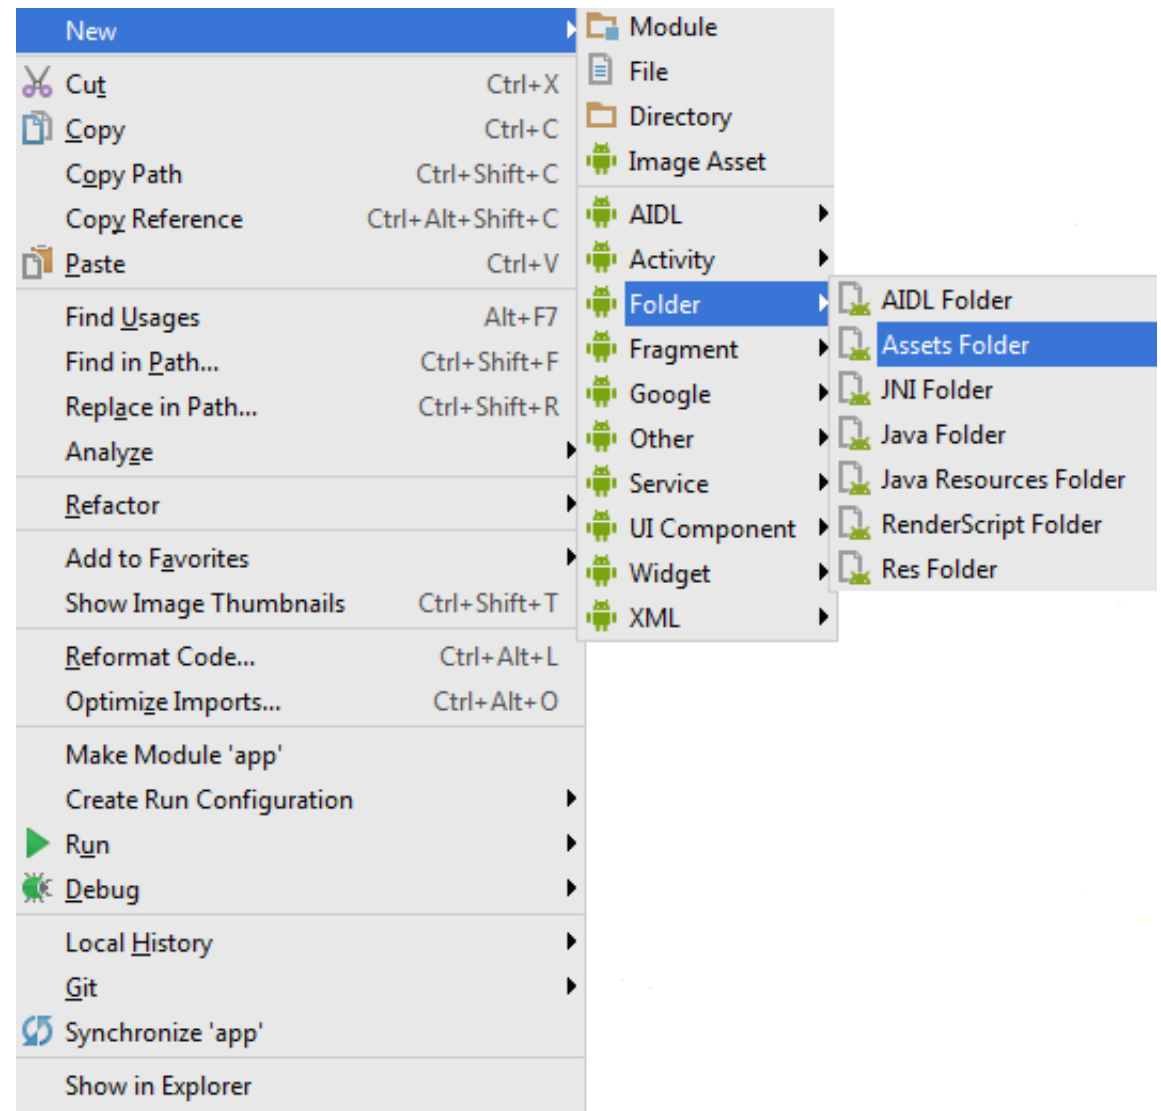 New
Cut Ctrl+X
Copy Ctrl+C
Copy Path Ctrl+Shift+C
Copy Reference Ctrl+Alt+Shift+C
Paste Ctrl+V
Find Usages Alt+F7
Find in Path... Ctrl+Shift+F
Replace in Path... Ctrl+Shift+R
Analyze
Refactor
Add to Favorites
Show Image Thumbnails Ctrl+Shift+T
Reformat Code... Ctrl+Alt+L
Optimize Imports... Ctrl+Alt+O
Make Module 'app'
Create Run Configuration
Run
Debug
Local History
Git
Synchronize 'app'
Show in Explorer
Module
File
Directory
Image Asset
AIDL
Activity
Folder
Fragment
Google
Other
Service
UI Component
Widget
XML
AIDL Folder
Assets Folder
JNI Folder
Java Folder
Java Resources Folder
RenderScript Folder
Res Folder